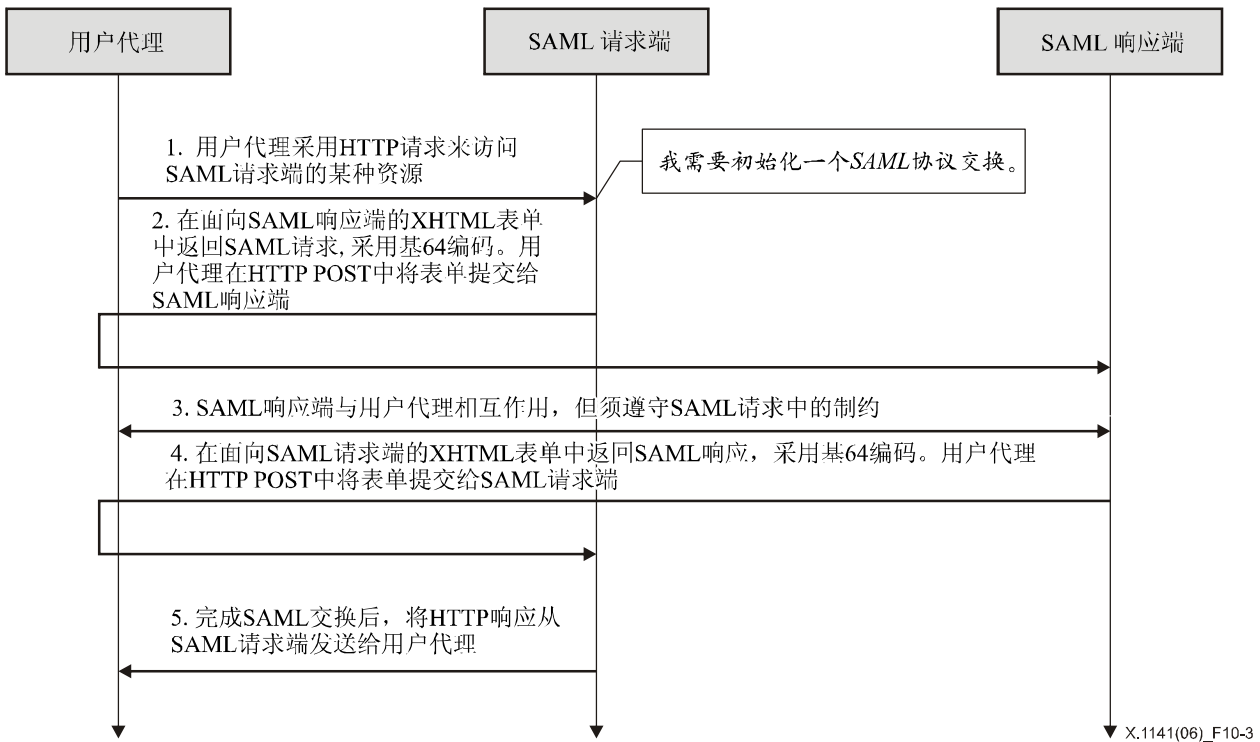 用户代理
SAML 请求端
SAML 响应端
1. 用户代理采用HTTP请求来访问
SAML请求端的某种资源
我需要初始化一个SAML协议交换。
2. 在面向SAML响应端的XHTML表单
中返回SAML请求, 采用基64编码。用
户代理在HTTP POST中将表单提交给
SAML响应端
3. SAML响应端与用户代理相互作用，但须遵守SAML请求中的制约
4. 在面向SAML请求端的XHTML表单中返回SAML响应，采用基64编码。用户代理
在HTTP POST中将表单提交给SAML请求端
5. 完成SAML交换后，将HTTP响应从
SAML请求端发送给用户代理
X.1141(06)_F10-3